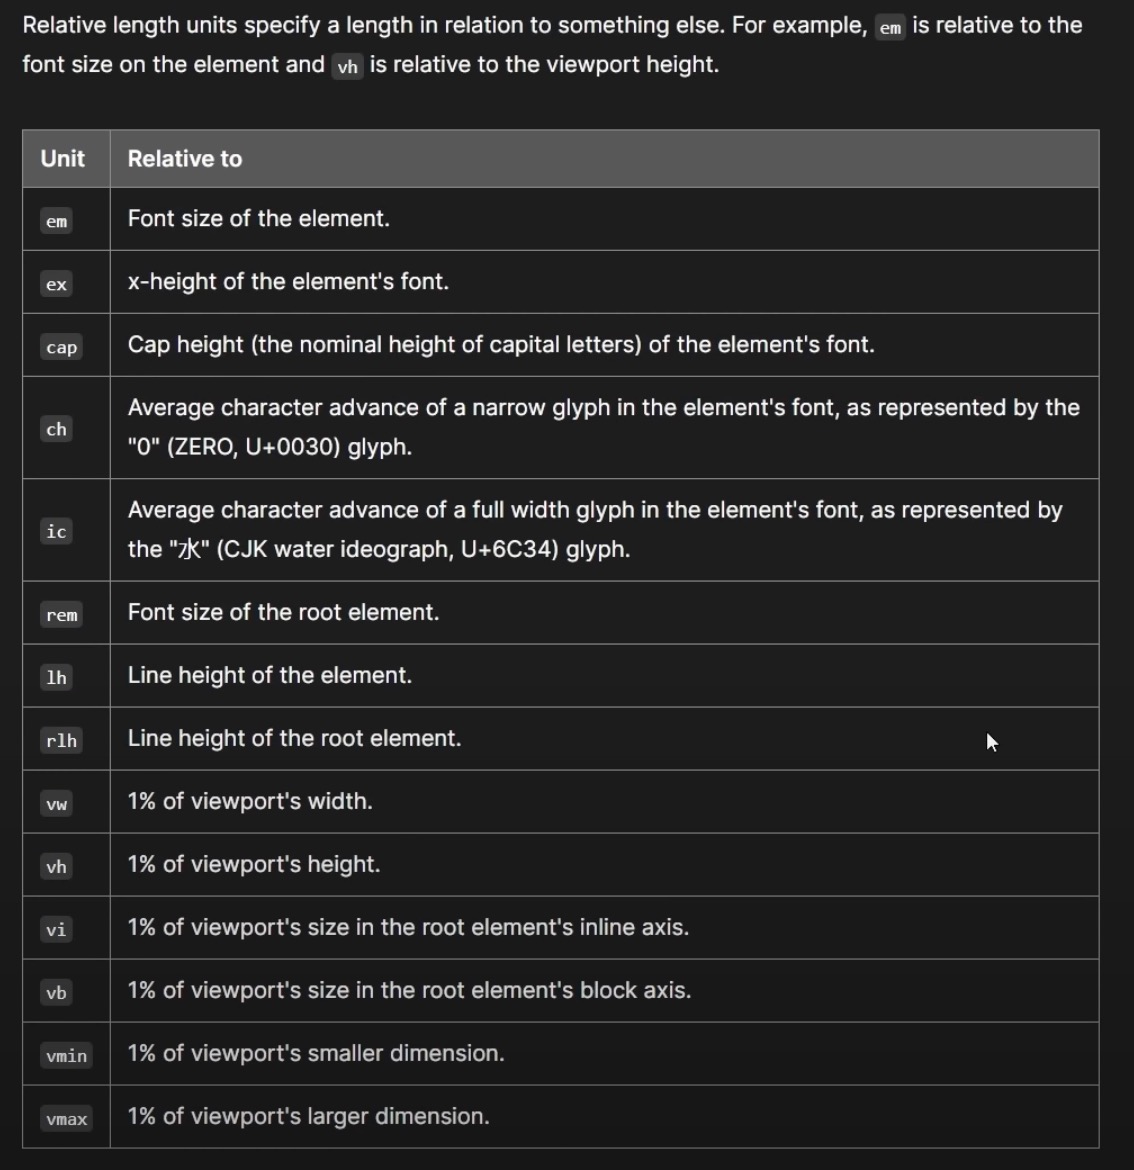 Relative length units specify a length in relation to something else. For example, em is relative to the
font size on the element and vh is relative to the viewport height.
Unit Relative to
em Font size of the element.
ex x-height of the element's font.
cap Cap height (the nominal height of capital letters) of the element's font.
ch Average character advance of a narrow glyph in the element's font, as represented by the
"0" (ZERO, U+0030) glyph.
ic Average character advance of a full width glyph in the element's font, as represented by
the "水" (CJK water ideograph, U+6C34) glyph.
rem Font size of the root element.
lh Line height of the element.
rlh Line height of the root element.
vw 1% of viewport's width.
vh 1% of viewport's height.
vi 1% of viewport's size in the root element's inline axis.
vb 1% of viewport's size in the root element's block axis.
vmin 1% of viewport's smaller dimension.
vmax 1% of viewport's larger dimension.